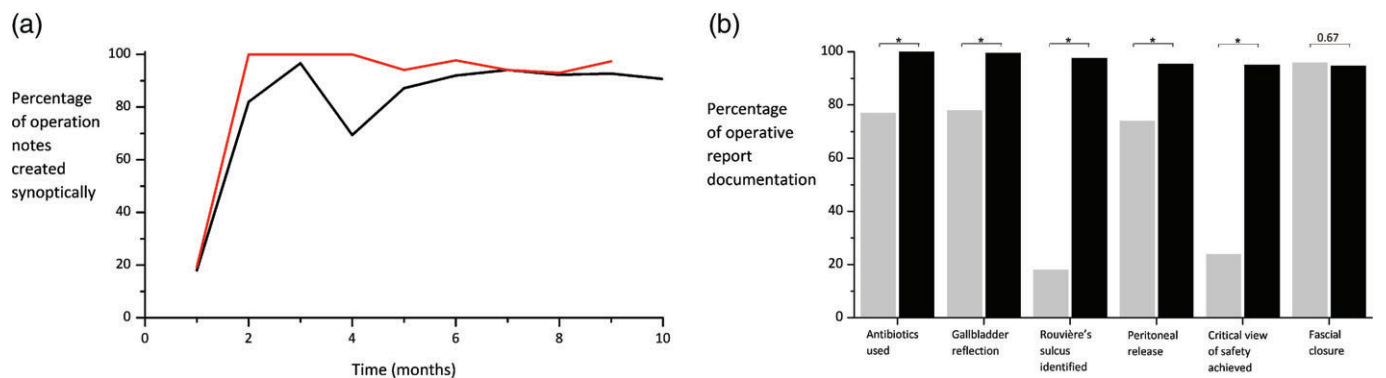 (a)
Percentage
of operation
notes
created
synoptically
100
80
60
40
20
0
0
2
4
6
8
10
Time (months)
(b)
Percentage
of operative
report
documentation
100
80
60
40
20
0
*
*
*
*
*
0.67
Antibiotics
used
Gallbladder
reflection
Rouvière's
sulcus
identified
Peritoneal
release
Critical view
of safety
achieved
Fascial
closure